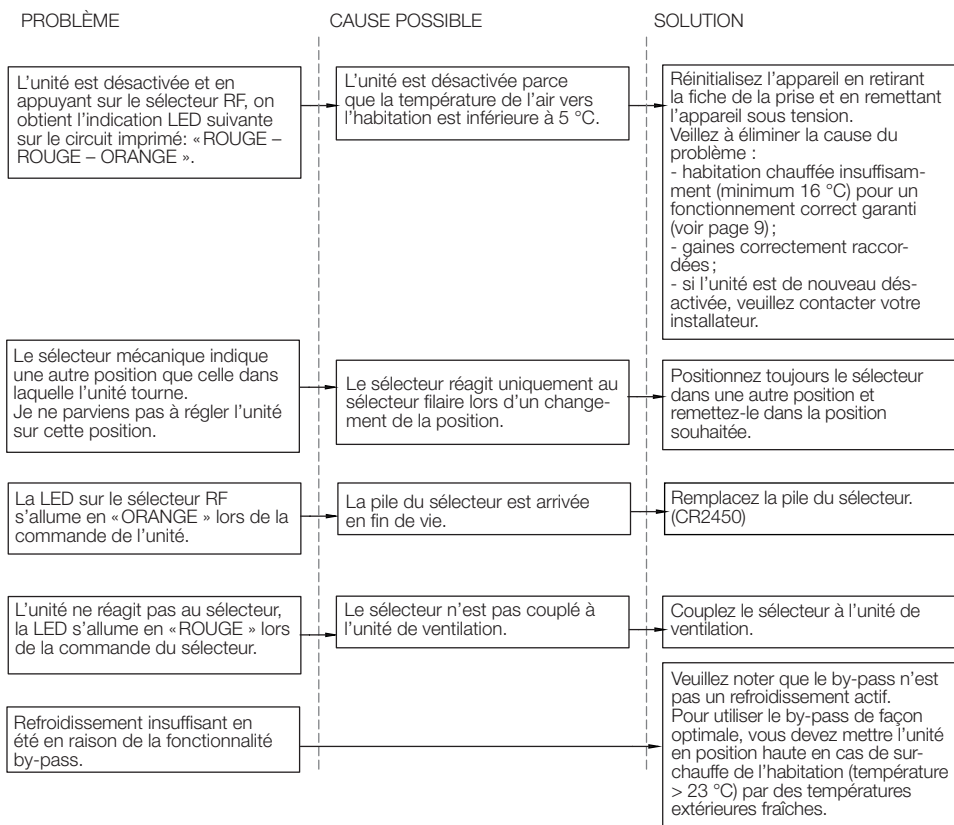 PROBLÈME
CAUSE POSSIBLE
SOLUTION
L'unité est désactivée et en
appuyant sur le sélecteur RF, on
obtient l'indication LED suivante
sur le circuit imprimé: «ROUGE –
ROUGE – ORANGE ».
L'unité est désactivée parce
que la température de l'air vers
l'habitation est inférieure à 5 °C.
Réinitialisez l'appareil en retirant
la fiche de la prise et en remettant
l'appareil sous tension.
Veillez à éliminer la cause du
problème :
- habitation chauffée insuffisam-
ment (minimum 16 °C) pour un
fonctionnement correct garanti
(voir page 9) ;
- gaines correctement raccor-
dées ;
- si l'unité est de nouveau dés-
activée, veuillez contacter votre
installateur.
Le sélecteur mécanique indique
une autre position que celle dans
laquelle l'unité tourne.
Je ne parviens pas à régler l'unité
sur cette position.
Le sélecteur réagit uniquement au
sélecteur filaire lors d'un change-
ment de la position.
Positionnez toujours le sélecteur
dans une autre position et
remettez-le dans la position
souhaitée.
La LED sur le sélecteur RF
s'allume en «ORANGE » lors de la
commande de l'unité.
La pile du sélecteur est arrivée
en fin de vie.
Remplacez la pile du sélecteur.
(CR2450)
L'unité ne réagit pas au sélecteur,
la LED s'allume en «ROUGE » lors
de la commande du sélecteur.
Le sélecteur n'est pas couplé à
l'unité de ventilation.
Couplez le sélecteur à l'unité de
ventilation.
Refroidissement insuffisant en
été en raison de la fonctionnalité
by-pass.
Veuillez noter que le by-pass n'est
pas un refroidissement actif.
Pour utiliser le by-pass de façon
optimale, vous devez mettre l'unité
en position haute en cas de sur-
chauffe de l'habitation (température
> 23 °C) par des températures
extérieures fraîches.